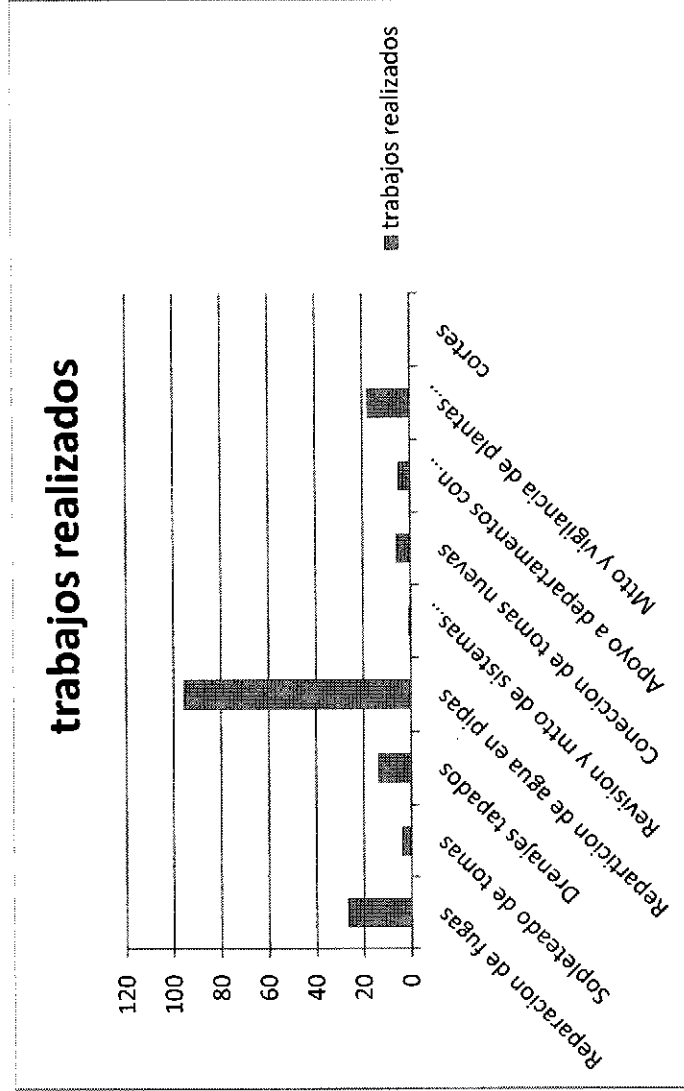 trabajos realizados
120
100
80
60
40
20
0
Reparacion de fugas
Sopleteado de tomas
Drenajes tapados
Reparticion de agua en pipas
Revision y mtto de sistemas...
Coneccion de tomas nuevas
Apoyo a departamentos con...
Mtto y vigilancia de plantas...
cortes
trabajos realizados